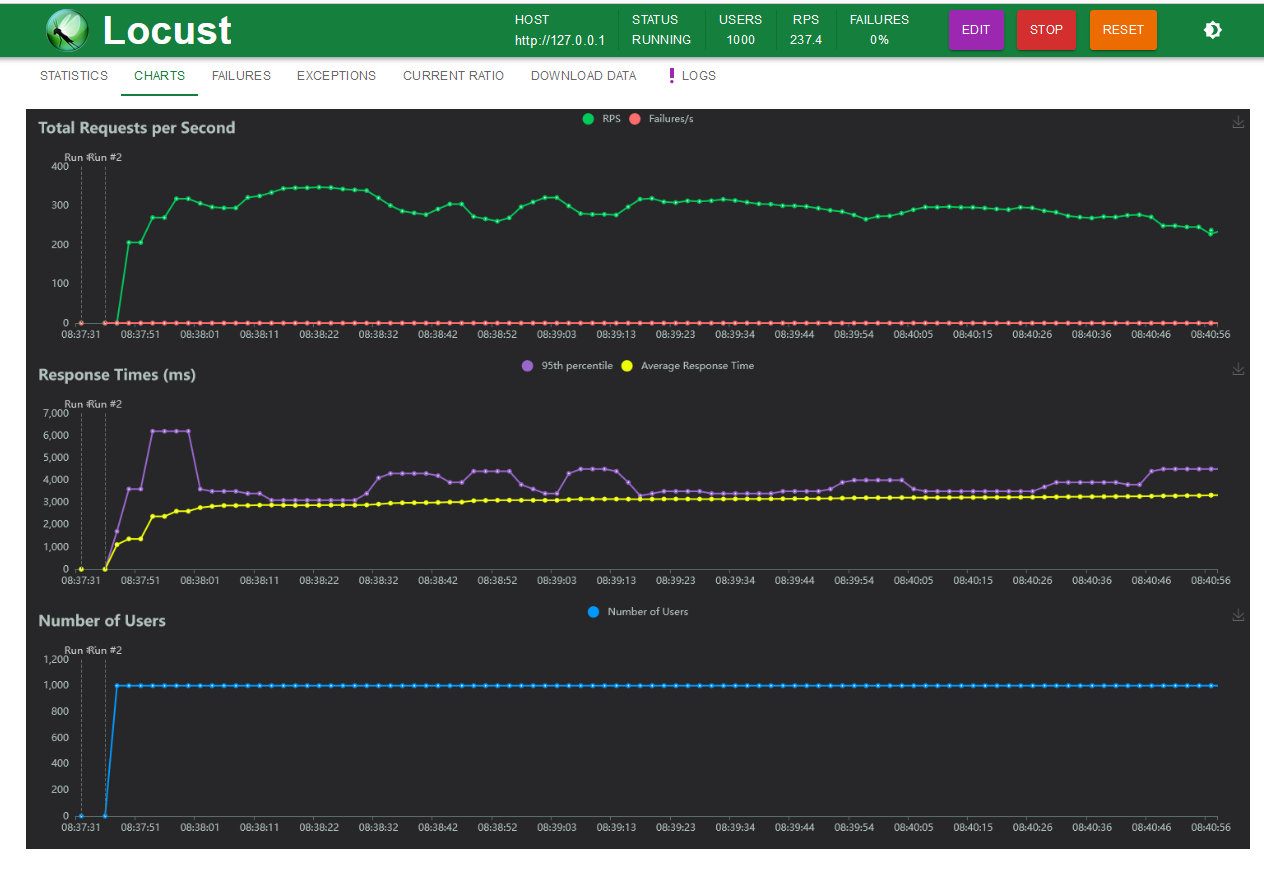 Locust
HOST
http://127.0.0.1
STATUS
RUNNING
USERS
1000
RPS
237.4
FAILURES
0%
EDIT
STOP
RESET
STATISTICS CHARTS FAILURES EXCEPTIONS CURRENT RATIO DOWNLOAD DATA LOGS
Total Requests per Second
RPS Failures/s
Run #2
400
300
200
100
0
08:37:31 08:37:51 08:38:01 08:38:11 08:38:22 08:38:32 08:38:42 08:38:52 08:39:03 08:39:13 08:39:23 08:39:34 08:39:44 08:39:54 08:40:05 08:40:15 08:40:26 08:40:36 08:40:46 08:40:56
Response Times (ms)
95th percentile Average Response Time
Run #2
7,000
6,000
5,000
4,000
3,000
2,000
1,000
0
08:37:31 08:37:51 08:38:01 08:38:11 08:38:22 08:38:32 08:38:42 08:38:52 08:39:03 08:39:13 08:39:23 08:39:34 08:39:44 08:39:54 08:40:05 08:40:15 08:40:26 08:40:36 08:40:46 08:40:56
Number of Users
Number of Users
Run #2
1,200
1,000
800
600
400
200
0
08:37:31 08:37:51 08:38:01 08:38:11 08:38:22 08:38:32 08:38:42 08:38:52 08:39:03 08:39:13 08:39:23 08:39:34 08:39:44 08:39:54 08:40:05 08:40:15 08:40:26 08:40:36 08:40:46 08:40:56